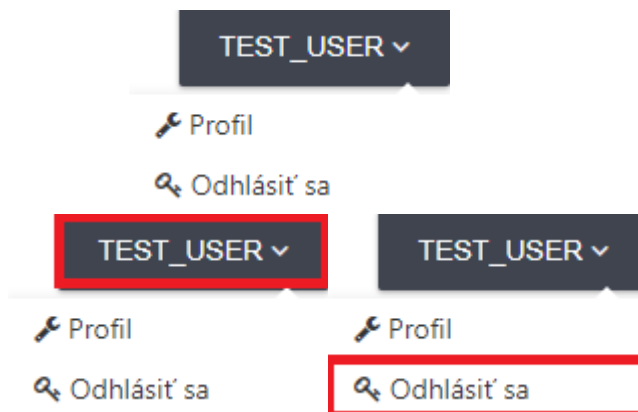 TEST_USER
Profil
Odhlásiť sa
TEST_USER
Profil
Odhlásiť sa
TEST_USER
Profil
Odhlásiť sa